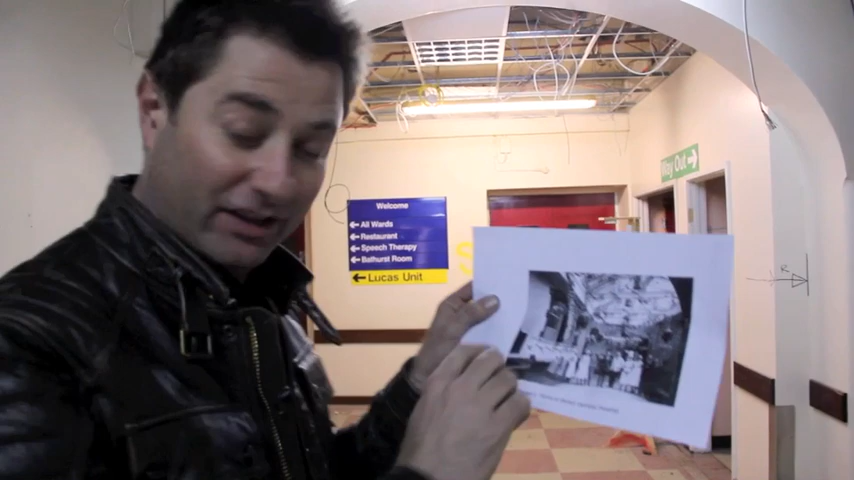 Welcome
All Wards
Restaurant
Speech Therapy
Bathurst Room
Lucas Unit
Way Out